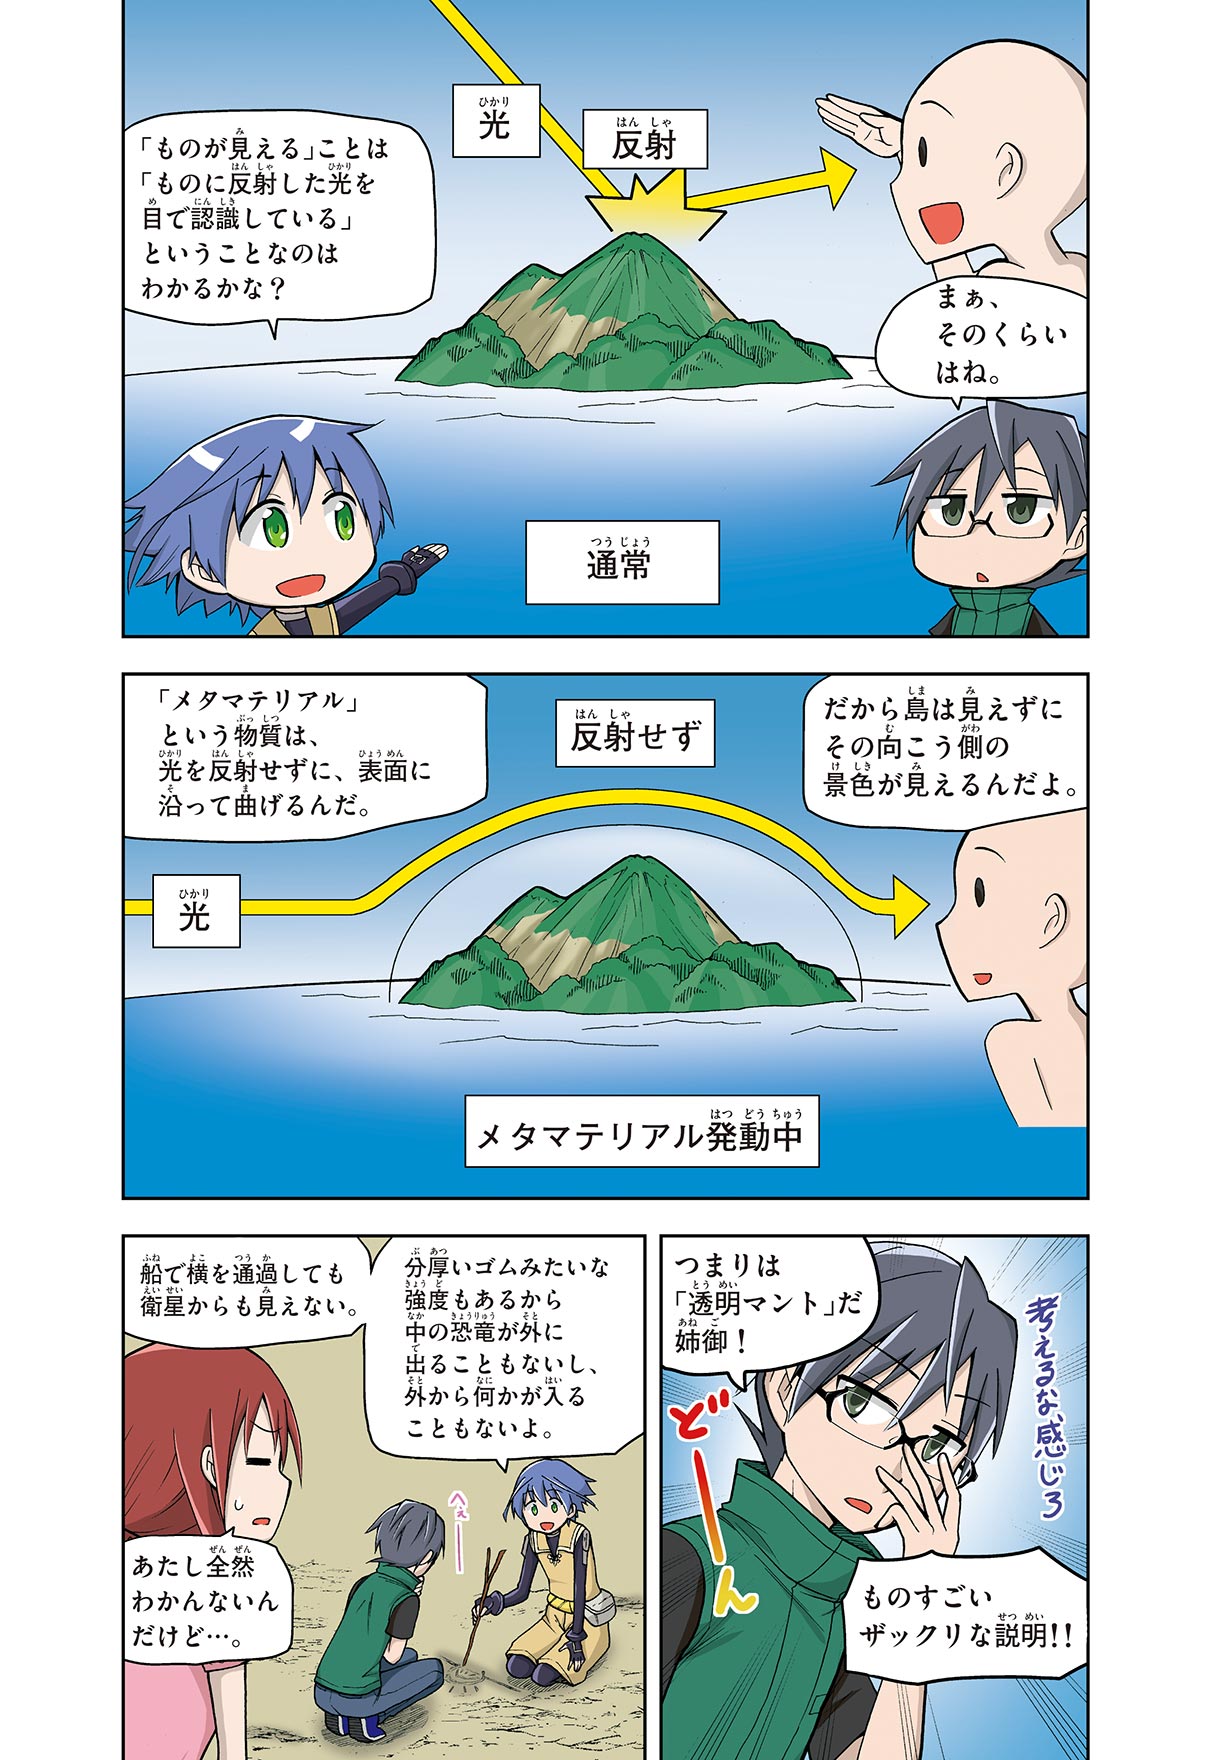 「ものが見える」ことは
「ものに反射した光を
目で認識している」
ということなのは
わかるかな？
光
反射
まぁ、
そのくらい
はね。
通常
「メタマテリアル」
という物質は、
光を反射せずに、表面に
沿って曲げるんだ。
反射せず
だから島は見えずに
その向こう側の
景色が見えるんだよ。
光
メタマテリアル発動中
船で横を通過しても
衛星からも見えない。
分厚いゴムみたいな
強度もあるから
中の恐竜が外に
出ることもないし、
外から何かが入る
こともないよ。
へぇー
あたし全然
わかんないん
だけど…。
つまりは
「透明マント」だ
姉御！
考えるな、感じろ
どーん
ものすごい
ザックリな説明!!